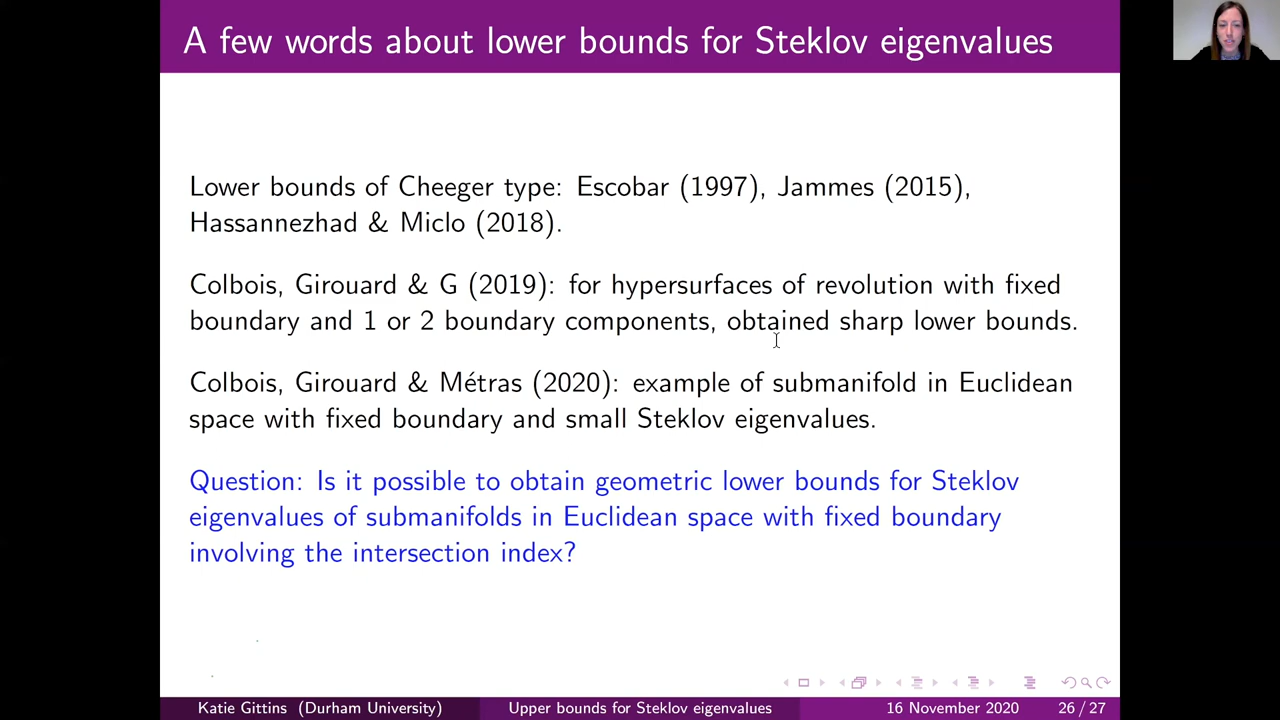 A few words about lower bounds for Steklov eigenvalues
Lower bounds of Cheeger type: Escobar (1997), Jammes (2015),
Hassannezhad & Miclo (2018).
Colbois, Girouard & G (2019): for hypersurfaces of revolution with fixed
boundary and 1 or 2 boundary components, obtained sharp lower bounds.
Colbois, Girouard & Métras (2020): example of submanifold in Euclidean
space with fixed boundary and small Steklov eigenvalues.
Question: Is it possible to obtain geometric lower bounds for Steklov
eigenvalues of submanifolds in Euclidean space with fixed boundary
involving the intersection index?
Katie Gittins (Durham University) Upper bounds for Steklov eigenvalues 16 November 2020 26 / 27